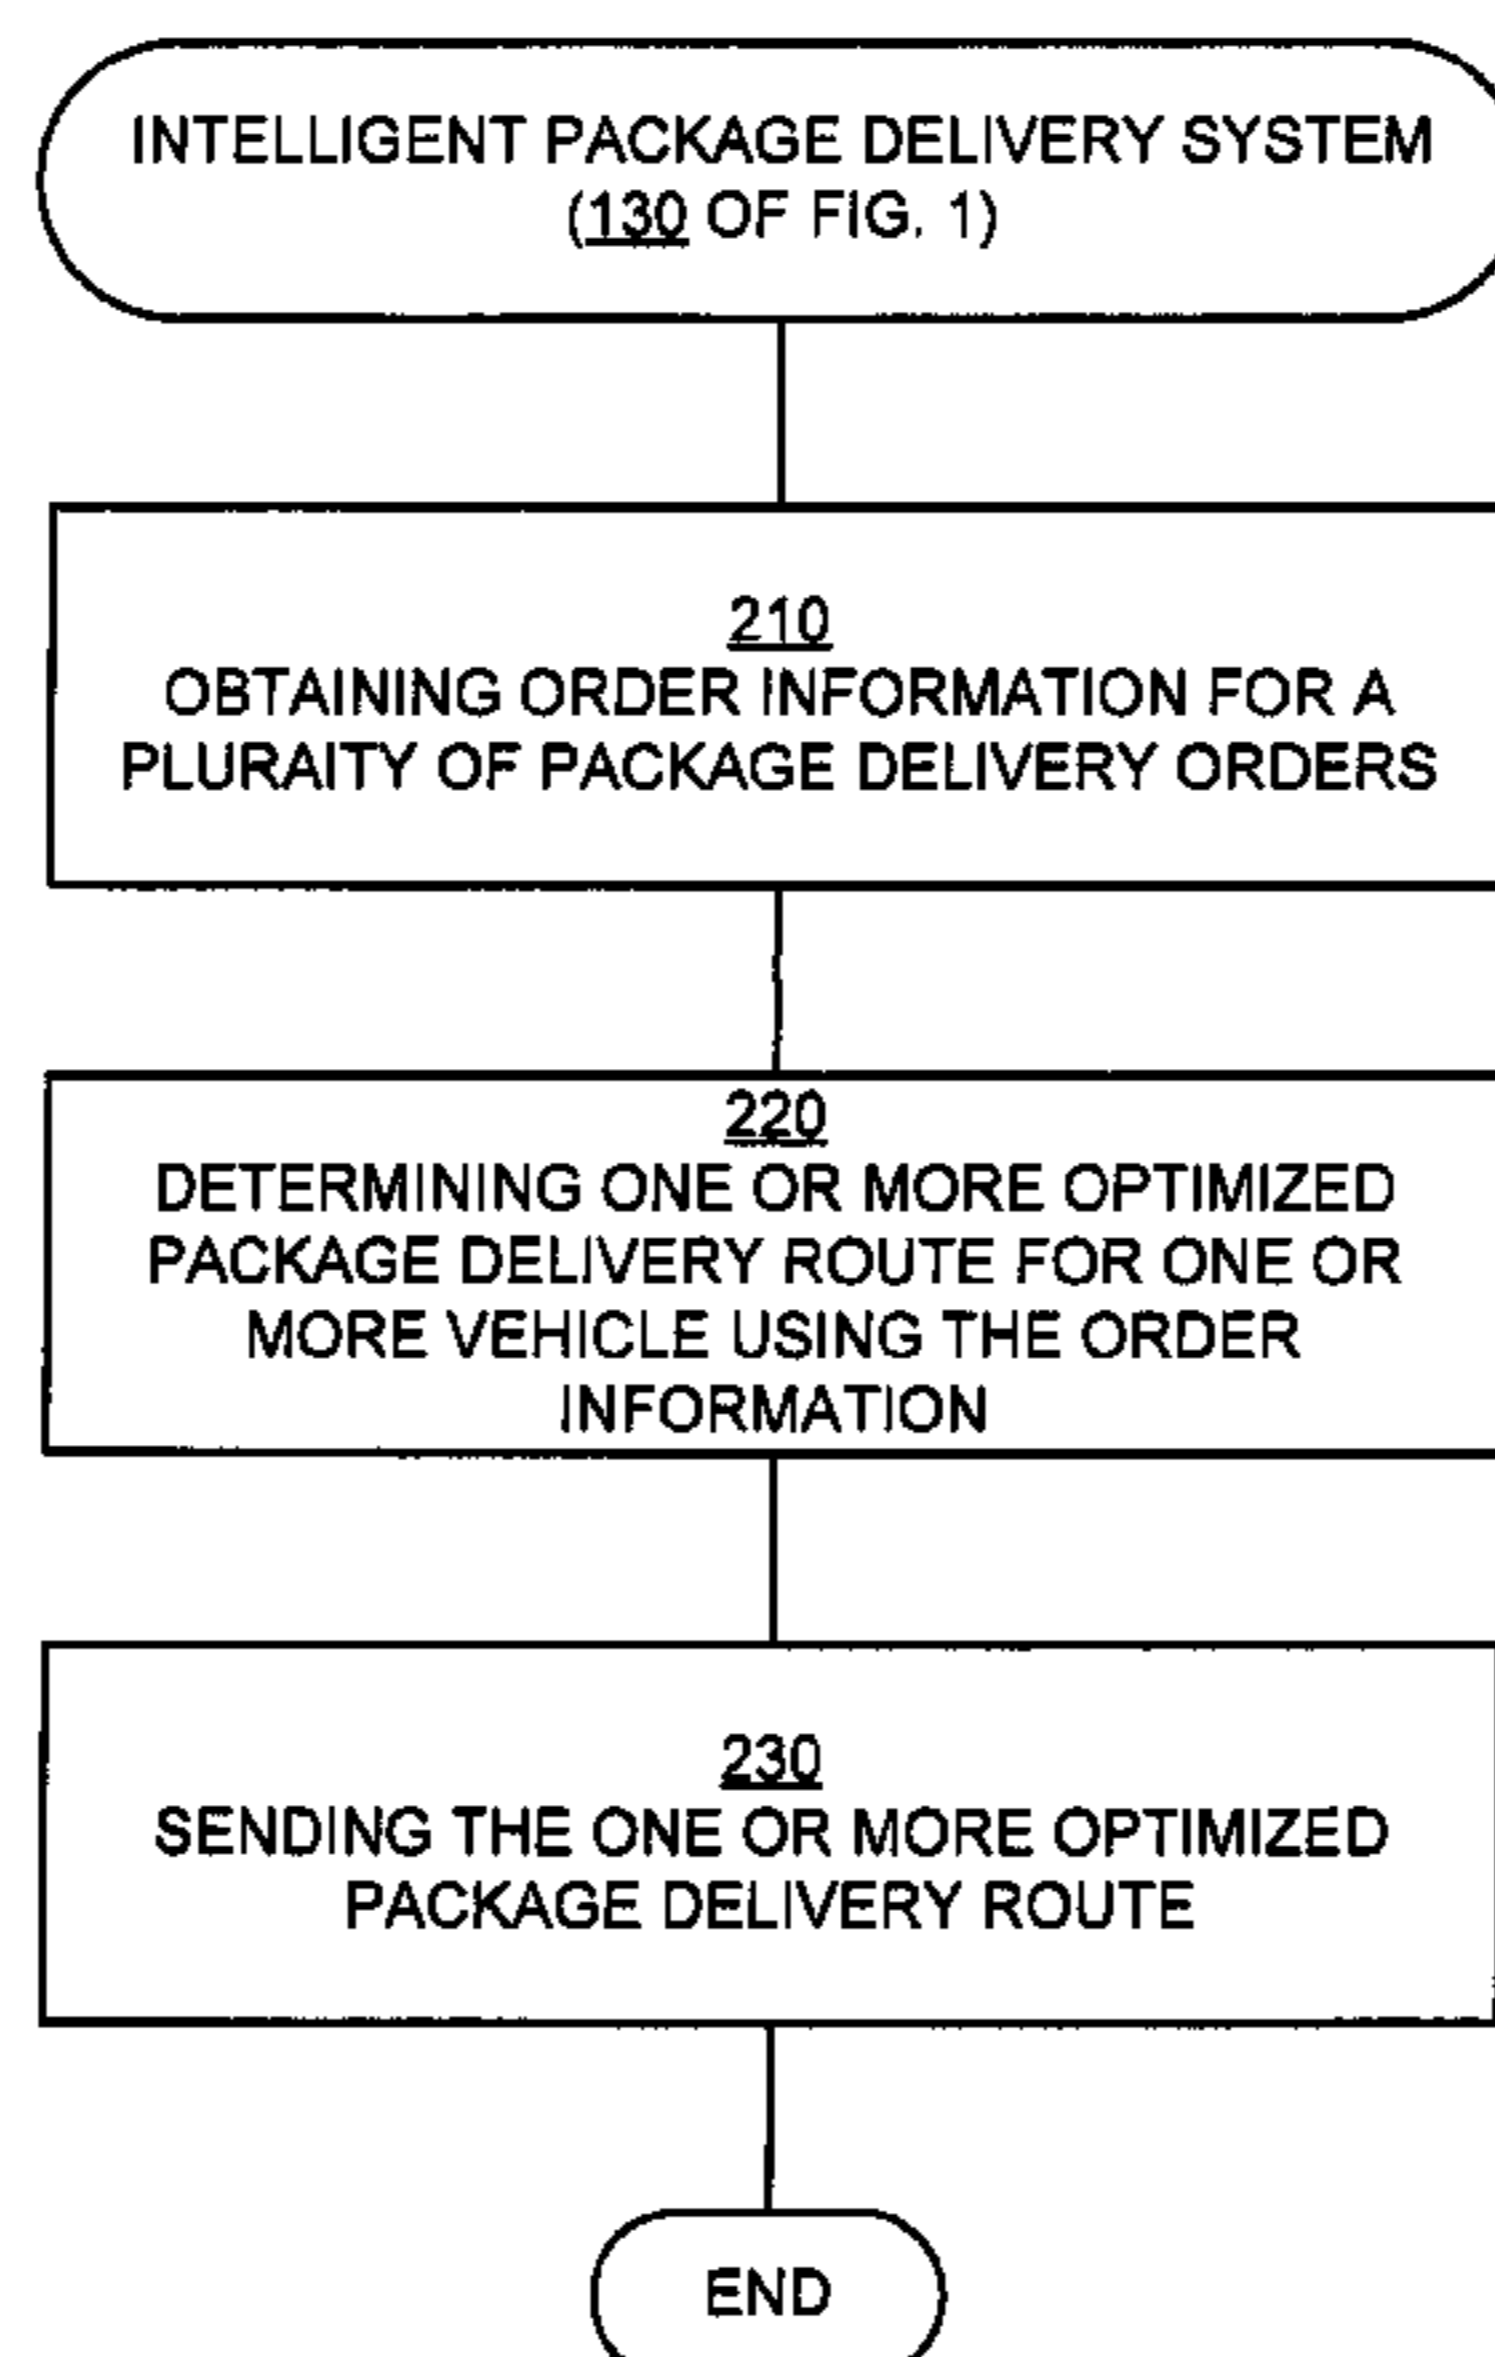 INTELLIGENT PACKAGE DELIVERY SYSTEM
(130 OF FIG. 1)
210
OBTAINING ORDER INFORMATION FOR A
PLURAITY OF PACKAGE DELIVERY ORDERS
220
DETERMINING ONE OR MORE OPTIMIZED
PACKAGE DELIVERY ROUTE FOR ONE OR
MORE VEHICLE USING THE ORDER
INFORMATION
230
SENDING THE ONE OR MORE OPTIMIZED
PACKAGE DELIVERY ROUTE
END